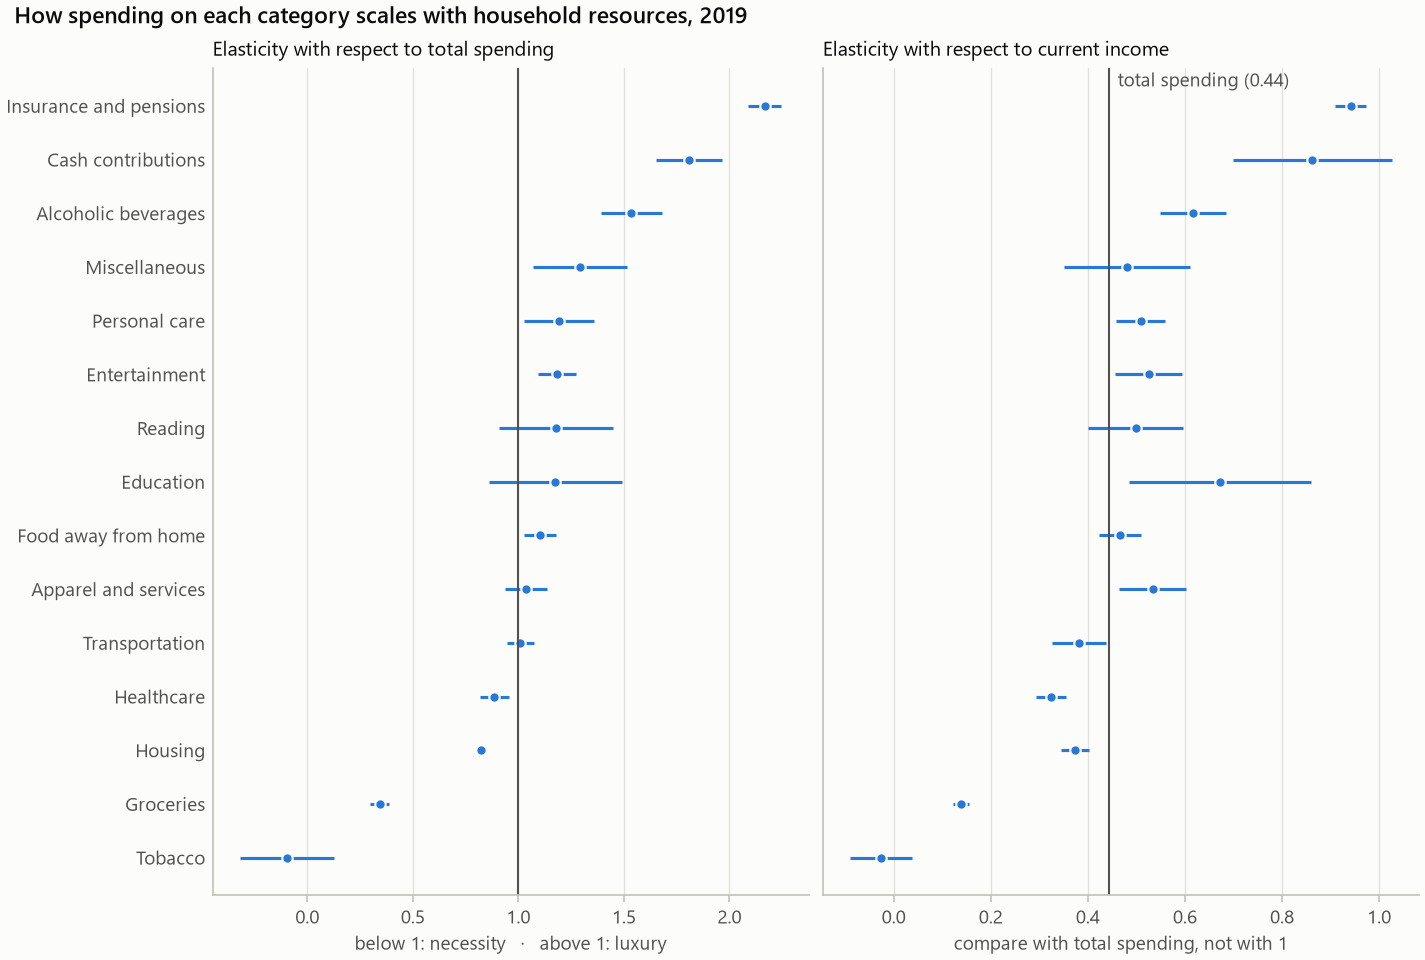 How spending on each category scales with household resources, 2019
Elasticity with respect to total spending
Elasticity with respect to current income
total spending (0.44)
Insurance and pensions
Cash contributions
Alcoholic beverages
Miscellaneous
Personal care
Entertainment
Reading
Education
Food away from home
Apparel and services
Transportation
Healthcare
Housing
Groceries
Tobacco
0.0 0.5 1.0 1.5 2.0
0.0 0.2 0.4 0.6 0.8 1.0
below 1: necessity · above 1: luxury
compare with total spending, not with 1